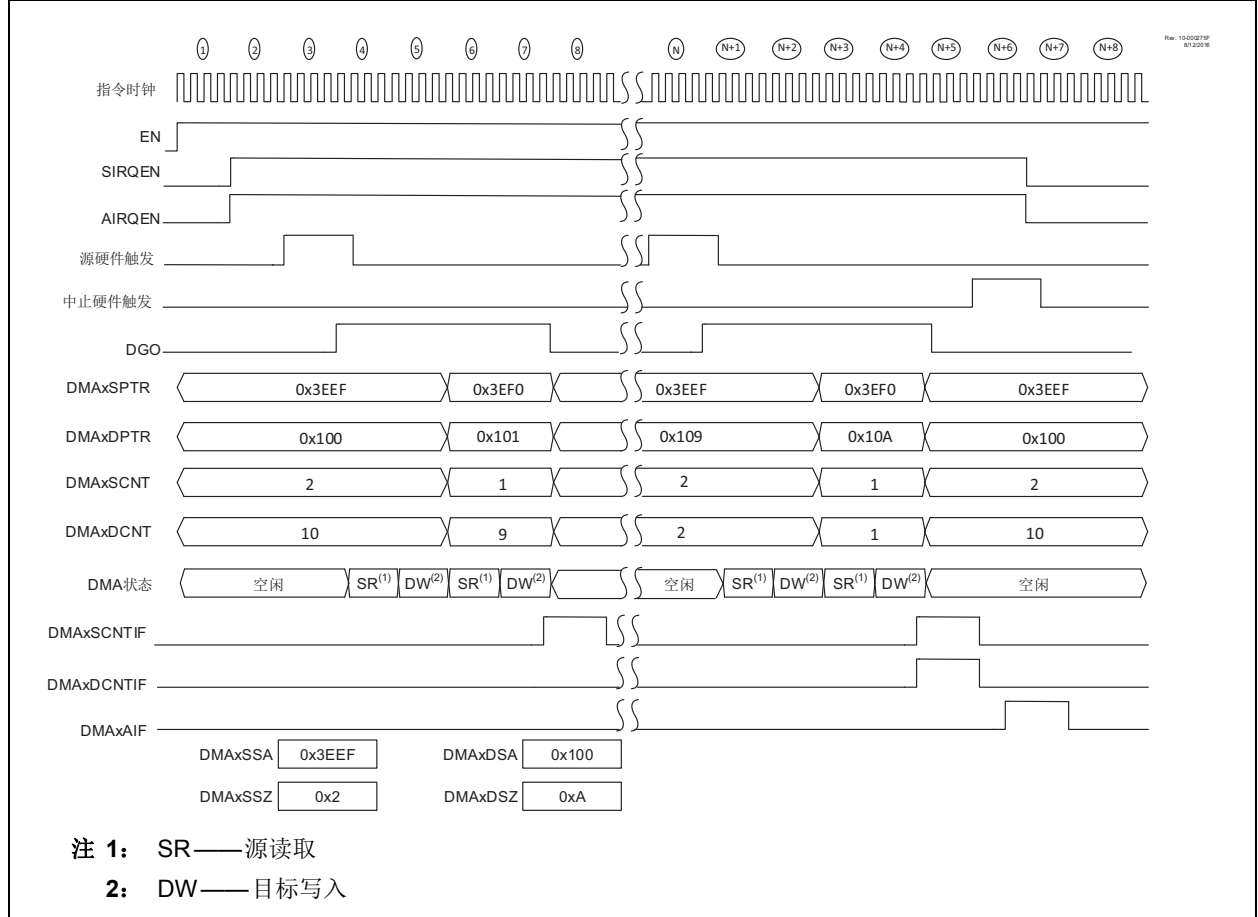 1 2 3 4 5 6 7 8 N N+1 N+2 N+3 N+4 N+5 N+6 N+7 N+8
Rev. 10-000275F
8/12/2016
指令时钟
EN
SIRQEN
AIRQEN
源硬件触发
中止硬件触发
DGO
DMAxSPTR 0x3EEF 0x3EF0 0x3EEF 0x3EF0 0x3EEF
DMAxDPTR 0x100 0x101 0x109 0x10A 0x100
DMAxSCNT 2 1 2 1 2
DMAxDCNT 10 9 2 1 10
DMA状态 空闲 SR(1) DW(2) SR(1) DW(2) 空闲 SR(1) DW(2) SR(1) DW(2) 空闲
DMAxSCNTIF
DMAxDCNTIF
DMAxAIF
DMAxSSA 0x3EEF DMAxDSA 0x100
DMAxSSZ 0x2 DMAxDSZ 0xA
注 1: SR——源读取
2: DW——目标写入